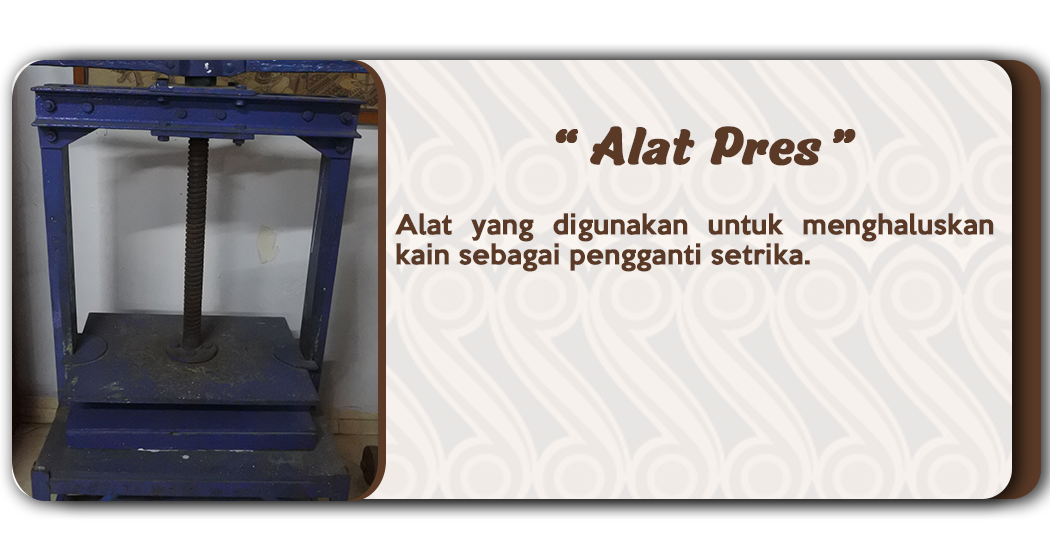 “ Alat Pres ”
Alat yang digunakan untuk menghaluskan
kain sebagai pengganti setrika.